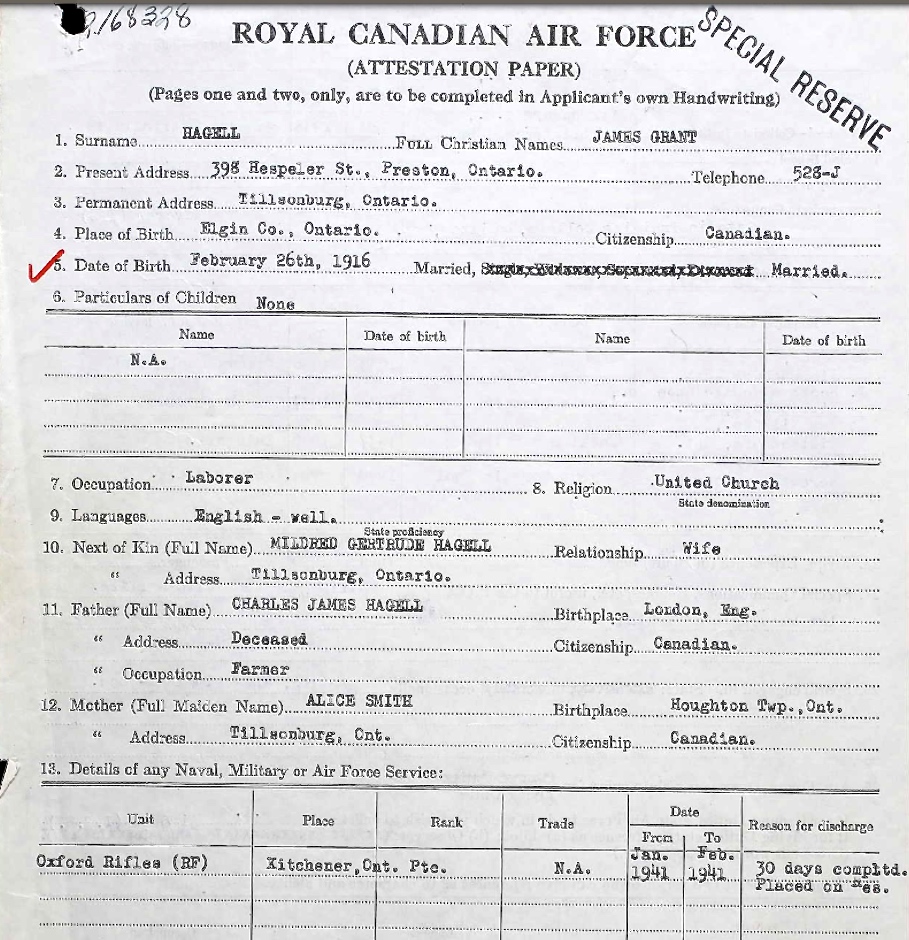 R168328
ROYAL CANADIAN AIR FORCE
SPECIAL RESERVE
(ATTESTATION PAPER)
(Pages one and two, only, are to be completed in Applicant's own Handwriting)
1. Surname HAGELL Full Christian Names JAMES GRANT
2. Present Address 398 Hespeler St., Preston, Ontario. Telephone 528-J
3. Permanent Address Tillsonburg, Ontario.
4. Place of Birth Elgin Co., Ontario. Citizenship Canadian.
5. Date of Birth February 26th, 1916 Married, Married.
6. Particulars of Children None
Name Date of birth Name Date of birth
N.A.
7. Occupation Laborer 8. Religion United Church
State denomination
9. Languages English - well.
State proficiency
10. Next of Kin (Full Name) MILDRED GERTRUDE HAGELL Relationship Wife
" Address Tillsonburg, Ontario.
11. Father (Full Name) CHARLES JAMES HAGELL Birthplace London, Eng.
" Address Deceased Citizenship Canadian.
" Occupation Farmer
12. Mother (Full Maiden Name) ALICE SMITH Birthplace Houghton Twp.,Ont.
" Address Tillsonburg, Ont. Citizenship Canadian.
13. Details of any Naval, Military or Air Force Service:
Unit Place Rank Trade Date Reason for discharge
From To
Oxford Rifles (RF) Kitchener,Ont. Pte. N.A. Jan. 1941 Feb. 1941 30 days compltd. Placed on Res.